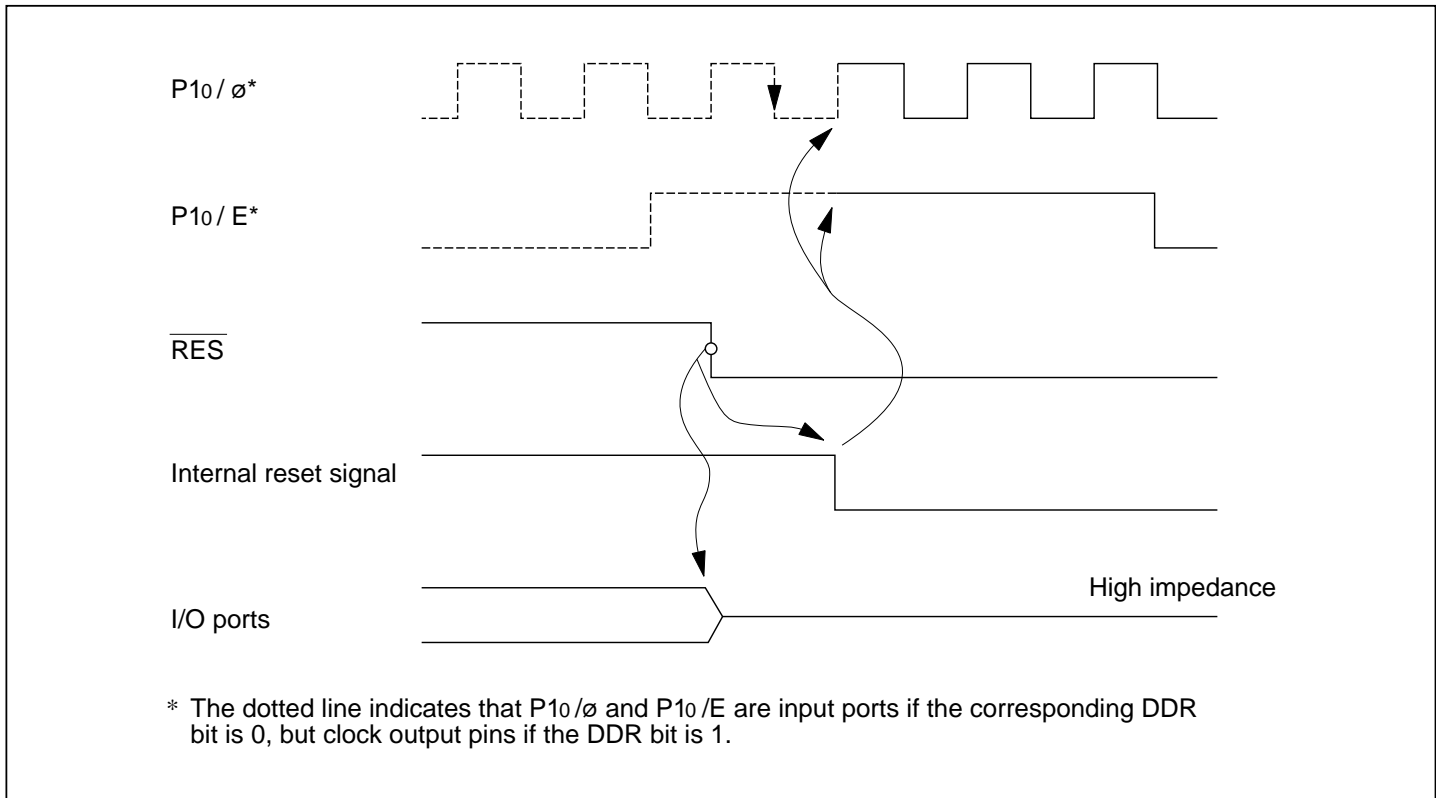 P10 / ø*
P10 / E*
RES
Internal reset signal
High impedance
I/O ports
* The dotted line indicates that P10 /ø and P10 /E are input ports if the corresponding DDR
bit is 0, but clock output pins if the DDR bit is 1.